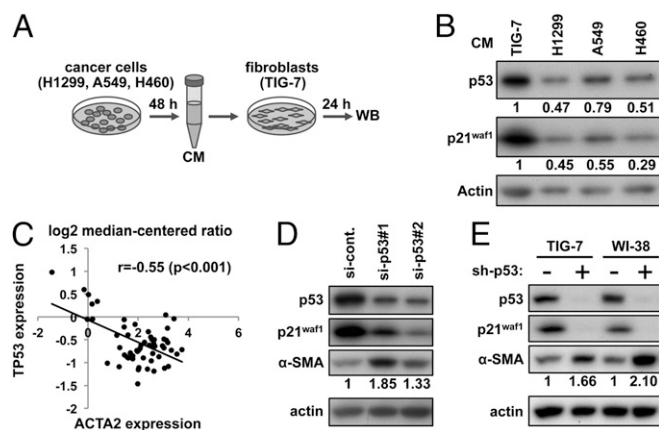 A
cancer cells
(H1299, A549, H460)
48 h
CM
fibroblasts
(TIG-7)
24 h
WB
B
CM
TIG-7
H1299
A549
H460
p53
1 0.47 0.79 0.51
p21waf1
1 0.45 0.55 0.29
Actin
C
log2 median-centered ratio
r=-0.55 (p<0.001)
TP53 expression
1.5
1
0.5
0
-0.5
-1
-1.5
-2
-2 0 2 4 6
ACTA2 expression
D
si-cont.
si-p53#1
si-p53#2
p53
p21waf1
α-SMA
1 1.85 1.33
actin
E
TIG-7 WI-38
sh-p53: - + - +
p53
p21waf1
α-SMA
1 1.66 1 2.10
actin